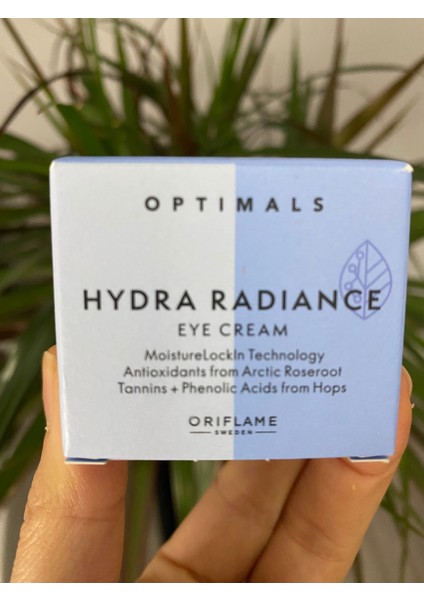 OPTIMALS
HYDRA RADIANCE
EYE CREAM
MoistureLockIn Technology
Antioxidants from Arctic Roseroot
Tannins + Phenolic Acids from Hops
ORIFLAME
SWEDEN